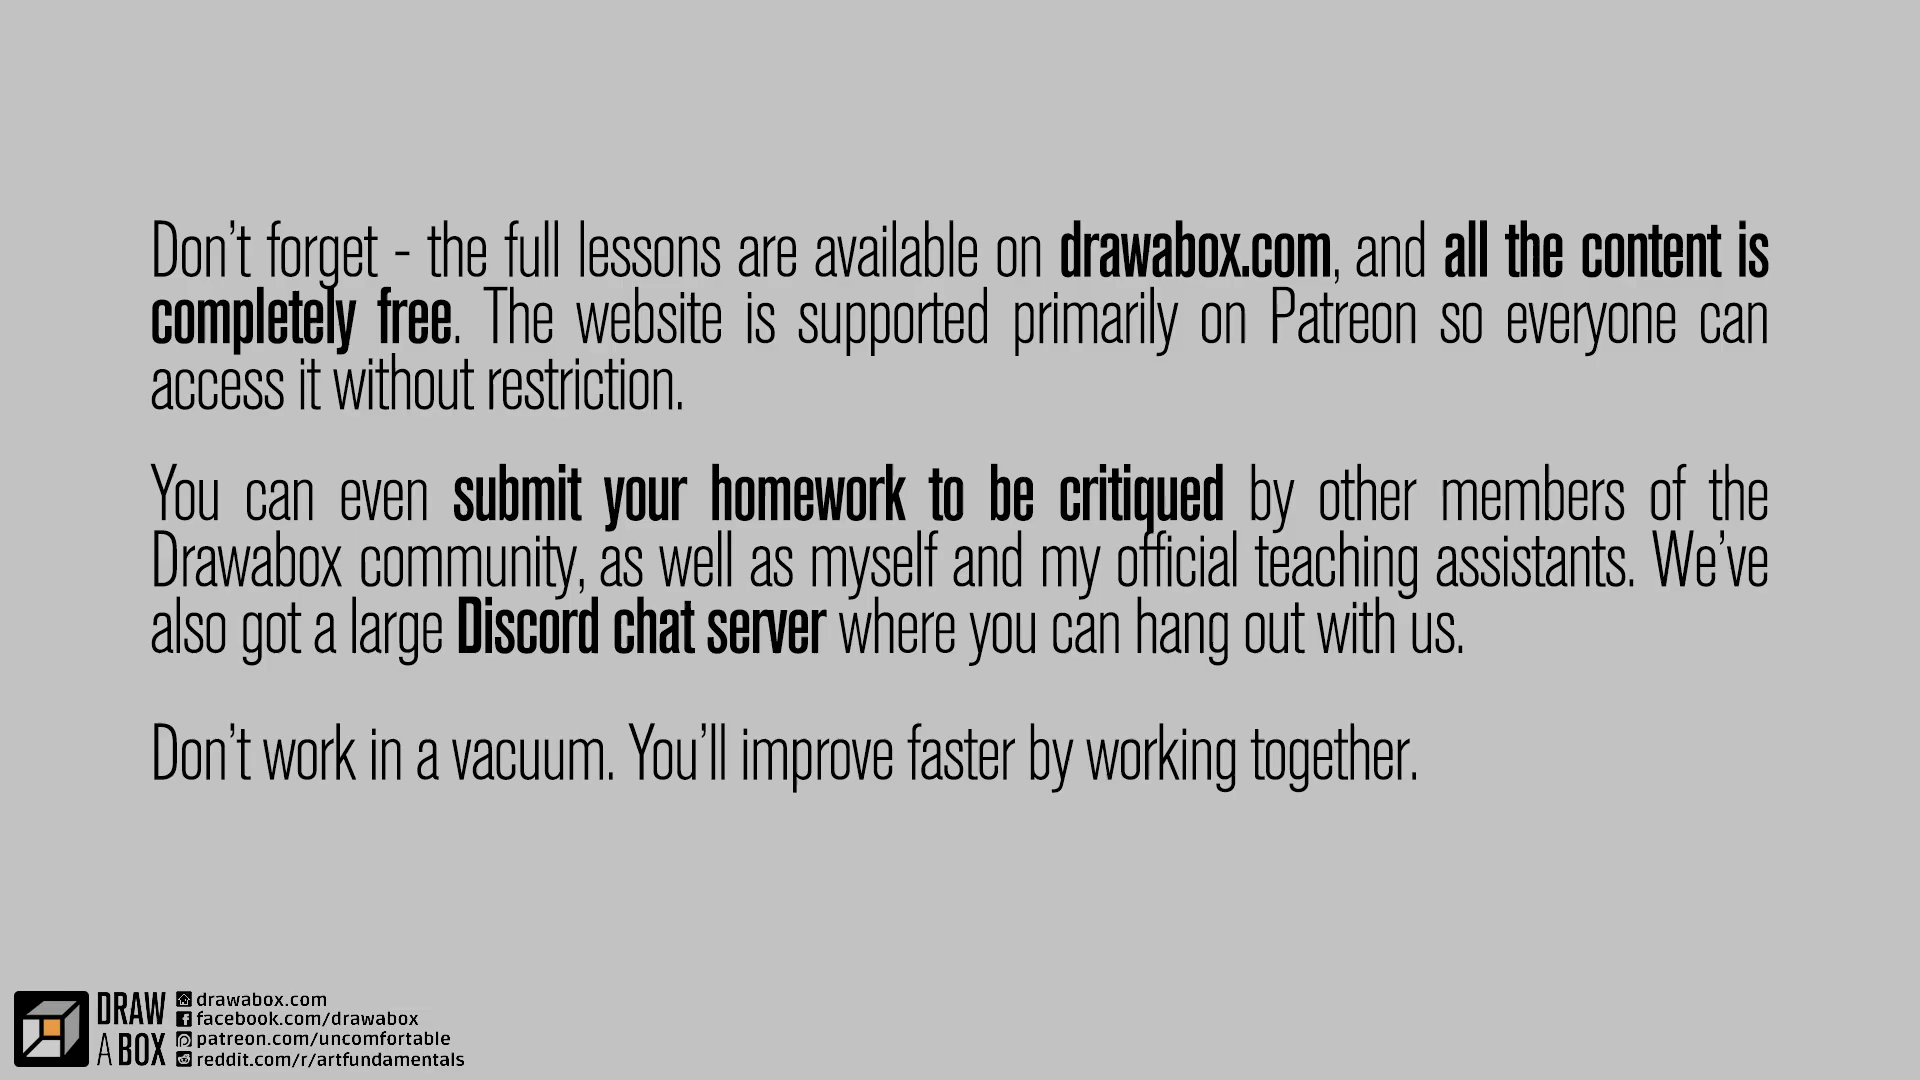 Don’t forget - the full lessons are available on drawabox.com, and all the content is
completely free. The website is supported primarily on Patreon so everyone can
access it without restriction.
You can even submit your homework to be critiqued by other members of the
Drawabox community, as well as myself and my official teaching assistants. We’ve
also got a large Discord chat server where you can hang out with us.
Don’t work in a vacuum. You’ll improve faster by working together.
DRAW
A BOX
drawabox.com
facebook.com/drawabox
patreon.com/uncomfortable
reddit.com/r/artfundamentals